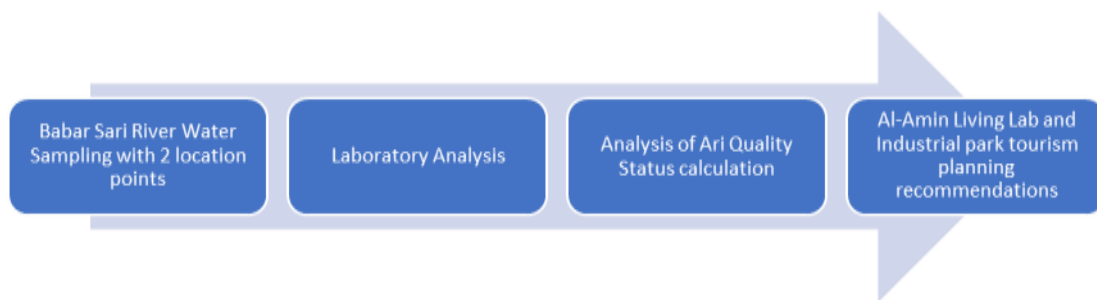 Babar Sari River Water
Sampling with 2 location
points
Laboratory Analysis
Analysis of Ari Quality
Status calculation
Al-Amin Living Lab and
Industrial park tourism
planning
recommendations